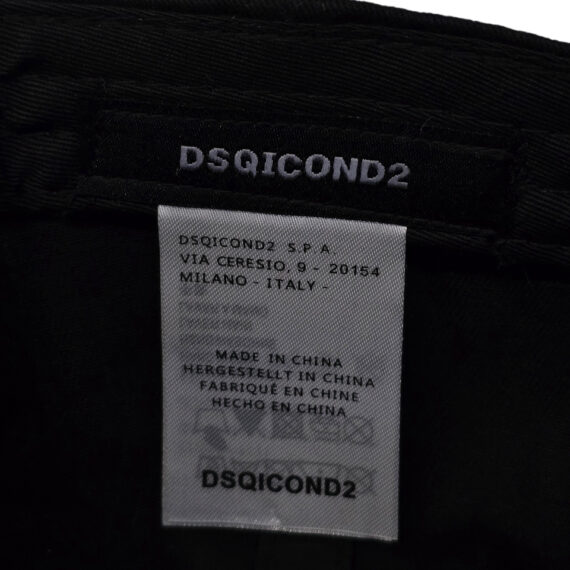 DSQICOND2
DSQICOND2 S.P.A.
VIA CERESIO, 9 - 20154
MILANO - ITALY -
MADE IN CHINA
HERGESTELLT IN CHINA
FABRIQUÉ EN CHINE
HECHO EN CHINA
DSQICOND2